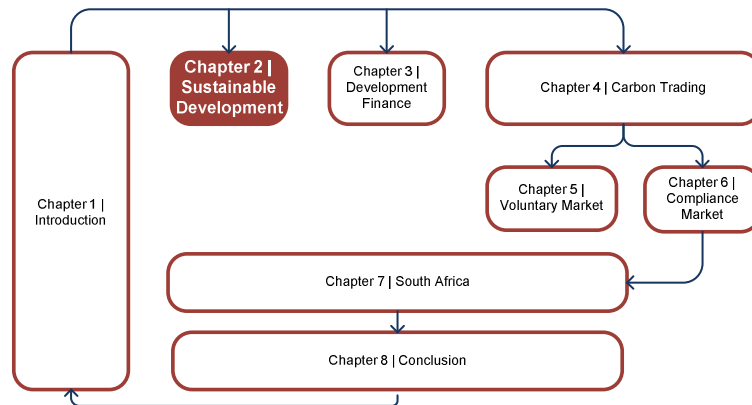 Chapter 1 |
Introduction
Chapter 2 |
Sustainable
Development
Chapter 3 |
Development
Finance
Chapter 4 | Carbon Trading
Chapter 5 |
Voluntary Market
Chapter 6 |
Compliance
Market
Chapter 7 | South Africa
Chapter 8 | Conclusion